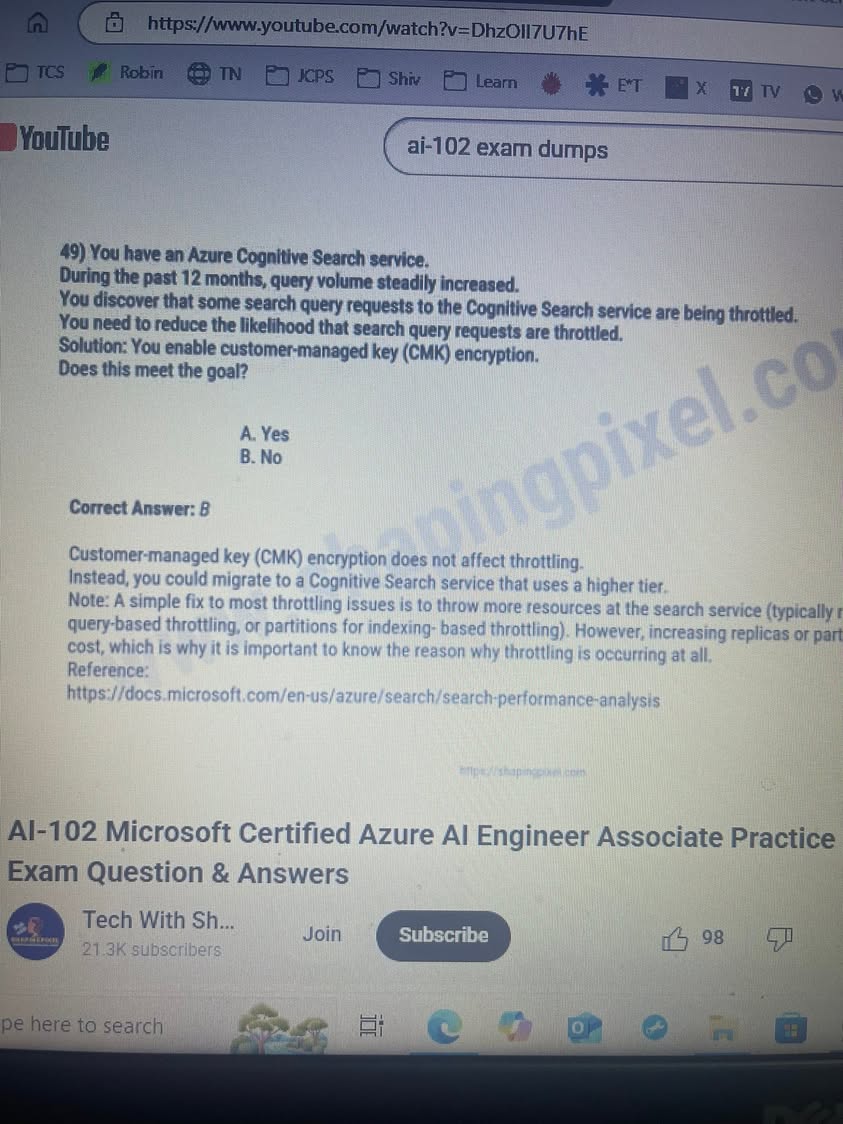 https://www.youtube.com/watch?v=DhzOlI7U7hE
TCS Robin TN JCPS Shiv Learn E*T X 17 TV
YouTube
ai-102 exam dumps
49) You have an Azure Cognitive Search service.
During the past 12 months, query volume steadily increased.
You discover that some search query requests to the Cognitive Search service are being throttled.
You need to reduce the likelihood that search query requests are throttled.
Solution: You enable customer-managed key (CMK) encryption.
Does this meet the goal?
A. Yes
B. No
Correct Answer: B
Customer-managed key (CMK) encryption does not affect throttling.
Instead, you could migrate to a Cognitive Search service that uses a higher tier.
Note: A simple fix to most throttling issues is to throw more resources at the search service (typically r
query-based throttling, or partitions for indexing- based throttling). However, increasing replicas or part
cost, which is why it is important to know the reason why throttling is occurring at all.
Reference:
https://docs.microsoft.com/en-us/azure/search/search-performance-analysis
https://shapingpixel.com
AI-102 Microsoft Certified Azure AI Engineer Associate Practice
Exam Question & Answers
Tech With Sh...
21.3K subscribers
Join
Subscribe
98
pe here to search